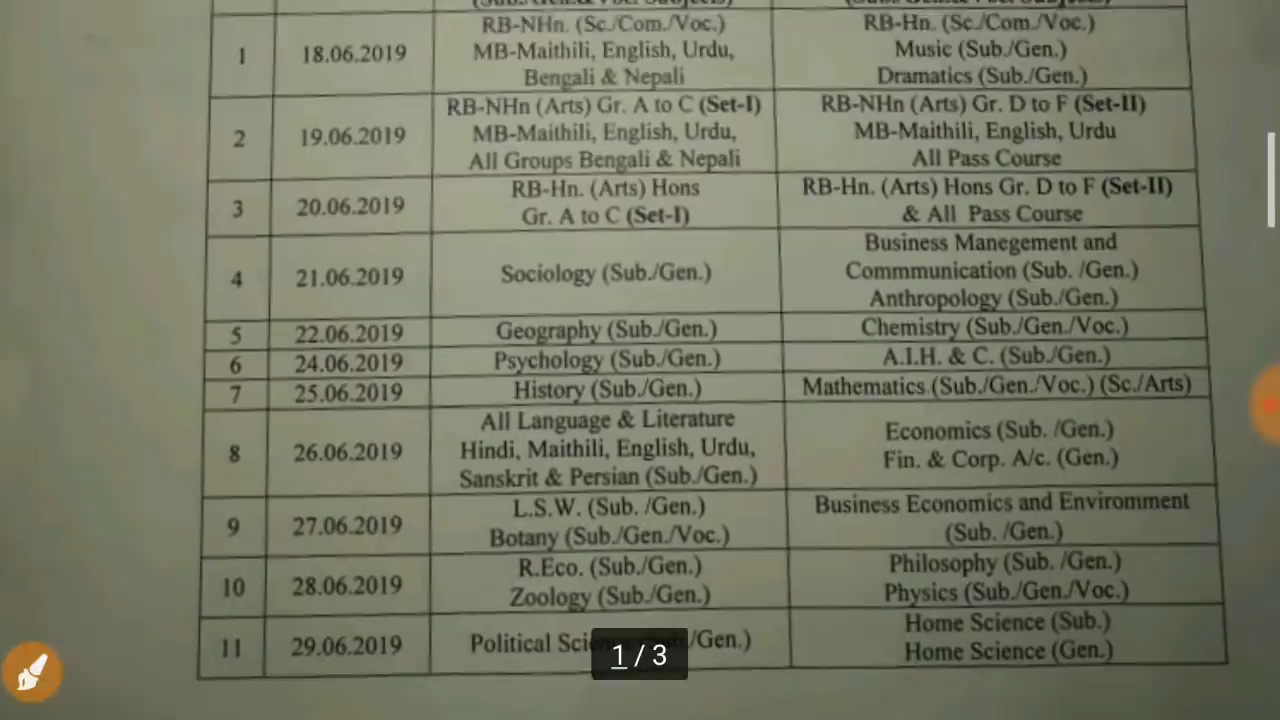 1
18.06.2019
RB-NHn. (Sc./Com./Voc.)
MB-Maithili, English, Urdu,
Bengali & Nepali
RB-Hn. (Sc./Com./Voc.)
Music (Sub./Gen.)
Dramatics (Sub./Gen.)
2
19.06.2019
RB-NHn (Arts) Gr. A to C (Set-I)
MB-Maithili, English, Urdu,
All Groups Bengali & Nepali
RB-NHn (Arts) Gr. D to F (Set-II)
MB-Maithili, English, Urdu
All Pass Course
3
20.06.2019
RB-Hn. (Arts) Hons
Gr. A to C (Set-I)
RB-Hn. (Arts) Hons Gr. D to F (Set-II)
& All Pass Course
4
21.06.2019
Sociology (Sub./Gen.)
Business Manegement and
Commmunication (Sub. /Gen.)
Anthropology (Sub./Gen.)
5
22.06.2019
Geography (Sub./Gen.)
Chemistry (Sub./Gen./Voc.)
6
24.06.2019
Psychology (Sub./Gen.)
A.I.H. & C. (Sub./Gen.)
7
25.06.2019
History (Sub./Gen.)
Mathematics (Sub./Gen./Voc.) (Sc./Arts)
8
26.06.2019
All Language & Literature
Hindi, Maithili, English, Urdu,
Sanskrit & Persian (Sub./Gen.)
Economics (Sub. /Gen.)
Fin. & Corp. A/c. (Gen.)
9
27.06.2019
L.S.W. (Sub. /Gen.)
Botany (Sub./Gen./Voc.)
Business Economics and Enviromment
(Sub. /Gen.)
10
28.06.2019
R.Eco. (Sub./Gen.)
Zoology (Sub./Gen.)
Philosophy (Sub. /Gen.)
Physics (Sub./Gen./Voc.)
11
29.06.2019
Political /Gen.)
Home Science (Sub.)
Home Science (Gen.)
1 / 3